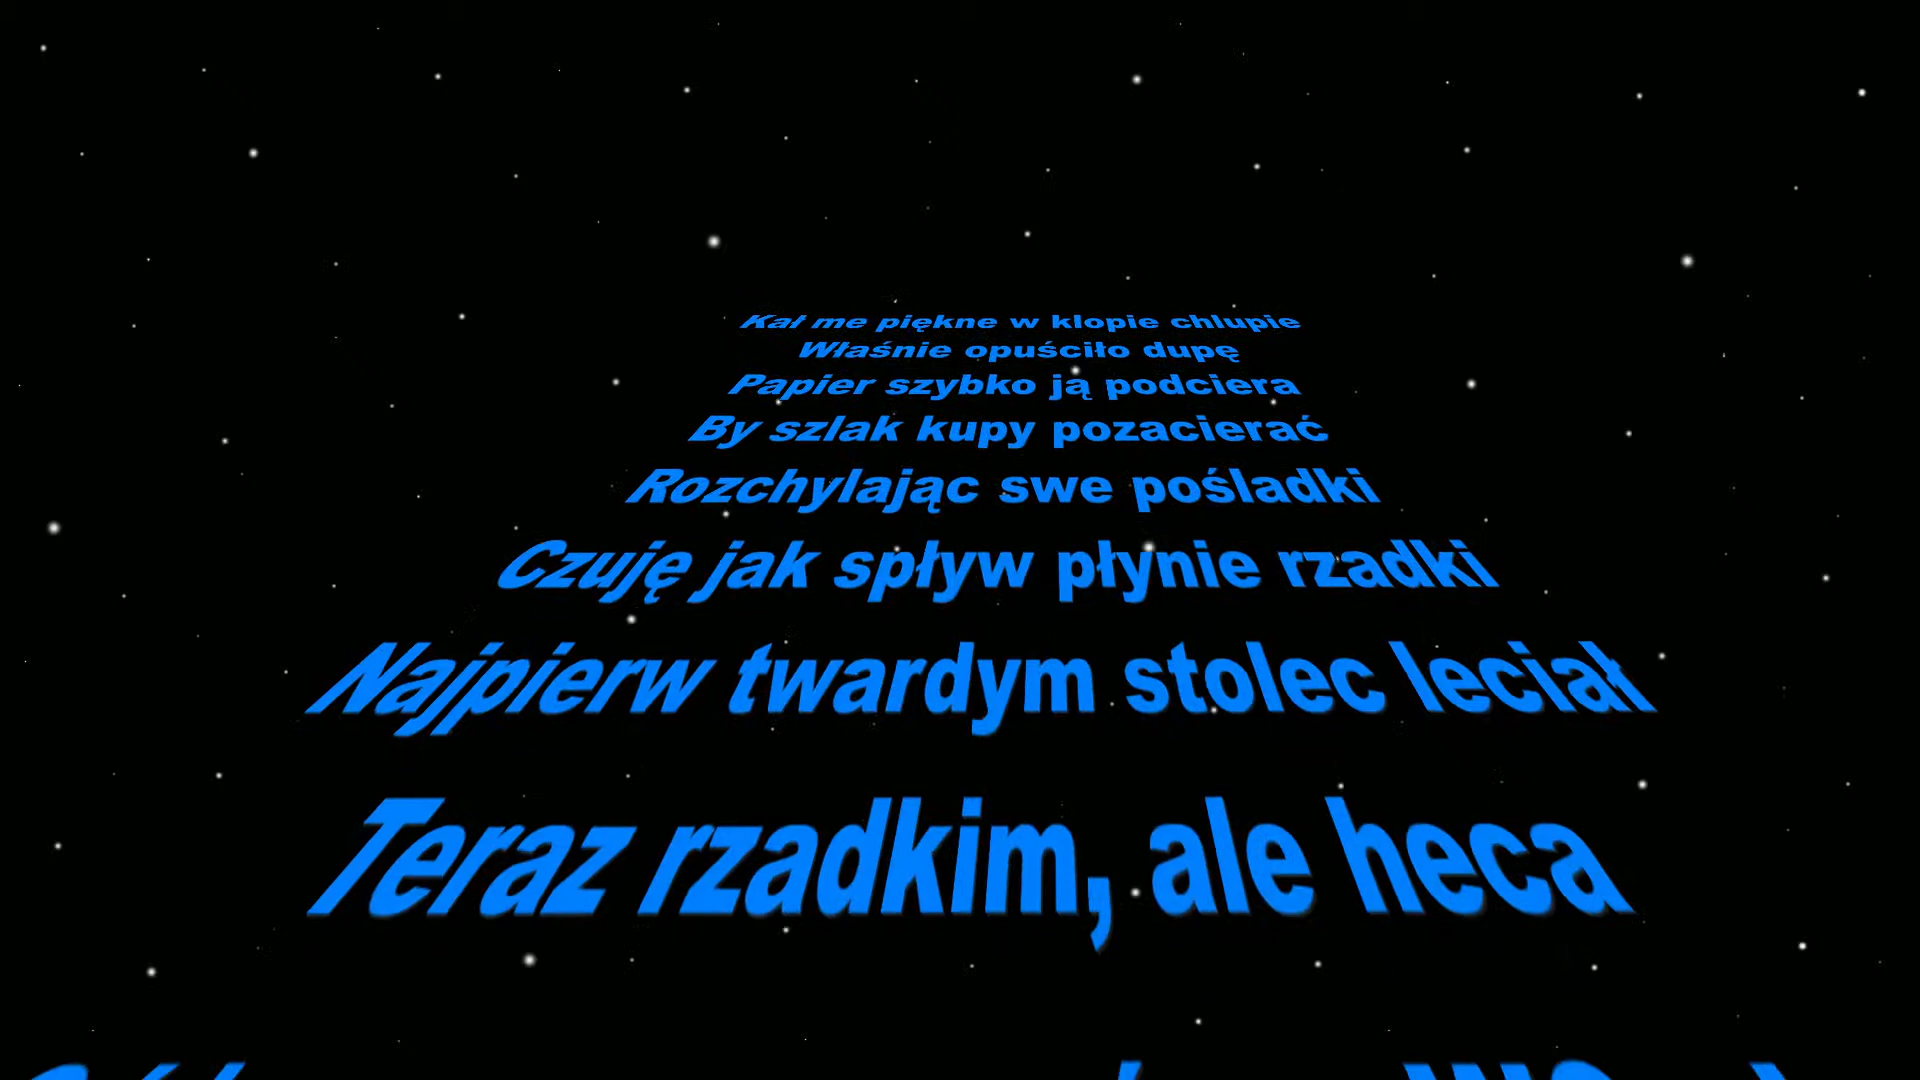 Kał me piękne w klopie chlupie
Właśnie opuściło dupę
Papier szybko ją podciera
By szlak kupy pozacierać
Rozchylając swe pośladki
Czuję jak spływ płynie rzadki
Najpierw twardym stolec leciał
Teraz rzadkim, ale heca